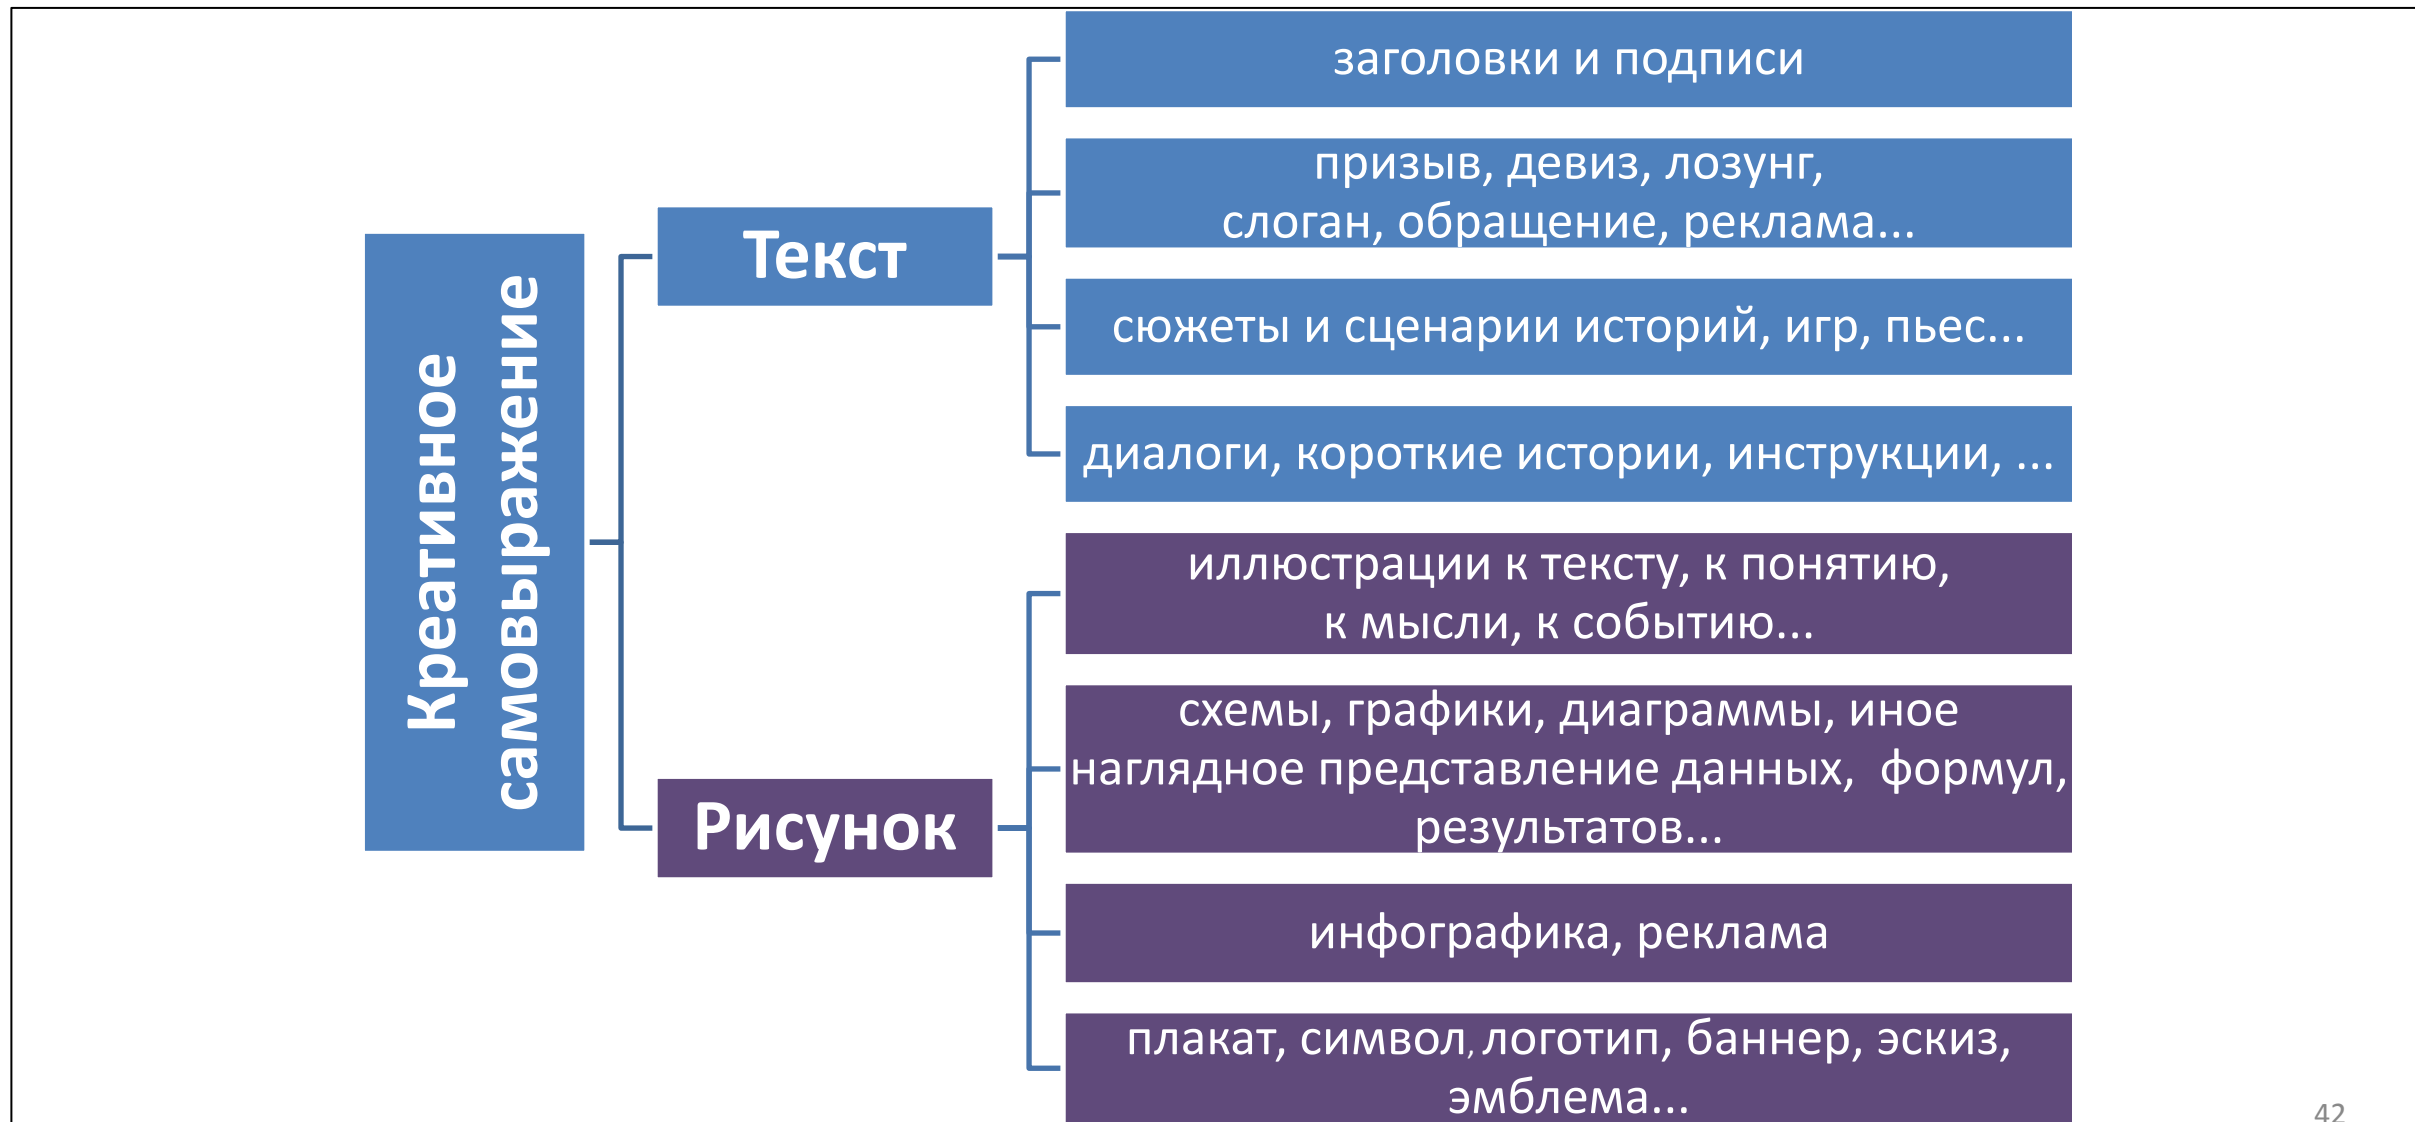 Креативное
самовыражение
Текст
заголовки и подписи
призыв, девиз, лозунг,
слоган, обращение, реклама...
сюжеты и сценарии историй, игр, пьес...
диалоги, короткие истории, инструкции, ...
Рисунок
иллюстрации к тексту, к понятию,
к мысли, к событию...
схемы, графики, диаграммы, иное
наглядное представление данных,  формул,
результатов...
инфографика, реклама
плакат, символ, логотип, баннер, эскиз,
эмблема...
42